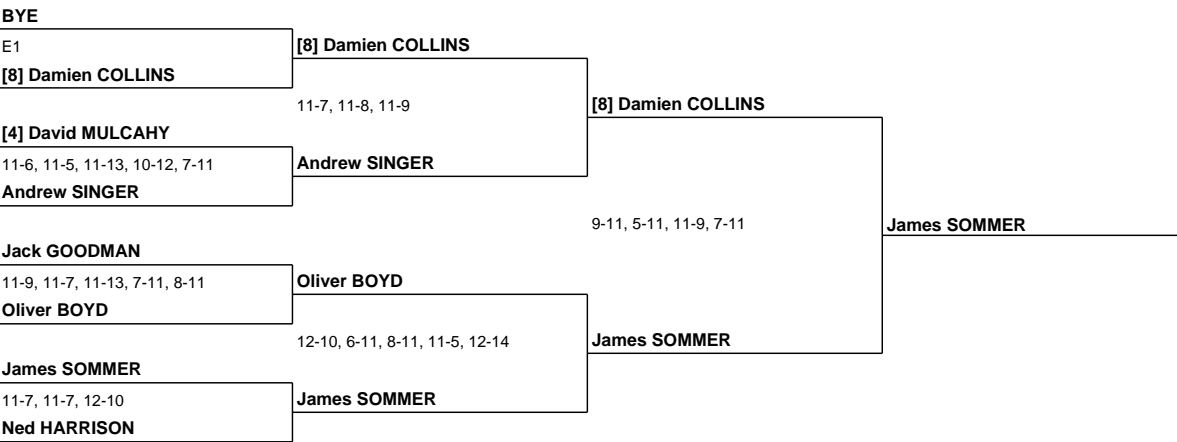 BYE
E1
[8] Damien COLLINS
[8] Damien COLLINS
11-7, 11-8, 11-9
[8] Damien COLLINS
[4] David MULCAHY
11-6, 11-5, 11-13, 10-12, 7-11
Andrew SINGER
Andrew SINGER
9-11, 5-11, 11-9, 7-11
James SOMMER
Jack GOODMAN
11-9, 11-7, 11-13, 7-11, 8-11
Oliver BOYD
Oliver BOYD
12-10, 6-11, 8-11, 11-5, 12-14
James SOMMER
James SOMMER
11-7, 11-7, 12-10
James SOMMER
Ned HARRISON